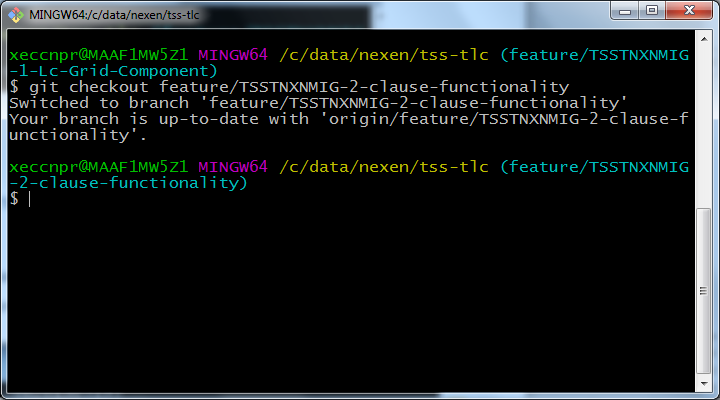 MINGW64:/c/data/nexen/tss-tlc
xeccnpr@MAAF1MW5Z1 MINGW64 /c/data/nexen/tss-tlc (feature/TSSTNXNMIG
-1-Lc-Grid-Component)
$ git checkout feature/TSSTNXNMIG-2-clause-functionality
Switched to branch 'feature/TSSTNXNMIG-2-clause-functionality'
Your branch is up-to-date with 'origin/feature/TSSTNXNMIG-2-clause-f
unctionality'.
xeccnpr@MAAF1MW5Z1 MINGW64 /c/data/nexen/tss-tlc (feature/TSSTNXNMIG
-2-clause-functionality)
$